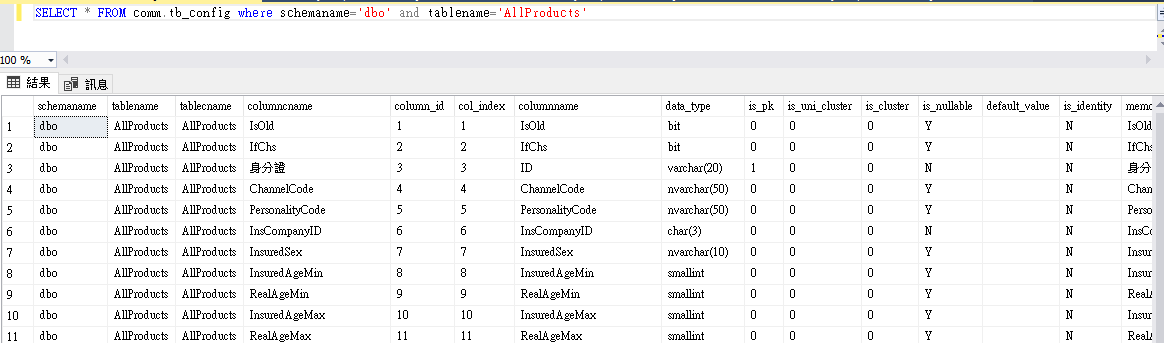 SELECT * FROM comm.tb_config where schemaname='dbo' and tablename='AllProducts'
100 %
結果 訊息
schemaname tablename tablecname columncname column_id col_index columnname data_type is_pk is_uni_cluster is_cluster is_nullable default_value is_identity memo
1 dbo AllProducts AllProducts IsOld 1 1 IsOld bit 0 0 0 Y N IsOld
2 dbo AllProducts AllProducts IfChs 2 2 IfChs bit 0 0 0 Y N IfChs
3 dbo AllProducts AllProducts 身分證 3 3 ID varchar(20) 1 0 0 N N 身分
4 dbo AllProducts AllProducts ChannelCode 4 4 ChannelCode nvarchar(50) 0 0 0 Y N Chan
5 dbo AllProducts AllProducts PersonalityCode 5 5 PersonalityCode nvarchar(50) 0 0 0 Y N Perso
6 dbo AllProducts AllProducts InsCompanyID 6 6 InsCompanyID char(3) 0 0 0 N N InsC
7 dbo AllProducts AllProducts InsuredSex 7 7 InsuredSex nvarchar(10) 0 0 0 Y N Insur
8 dbo AllProducts AllProducts InsuredAgeMin 8 8 InsuredAgeMin smallint 0 0 0 Y N Insur
9 dbo AllProducts AllProducts RealAgeMin 9 9 RealAgeMin smallint 0 0 0 Y N RealA
10 dbo AllProducts AllProducts InsuredAgeMax 10 10 InsuredAgeMax smallint 0 0 0 Y N Insur
11 dbo AllProducts AllProducts RealAgeMax 11 11 RealAgeMax smallint 0 0 0 Y N RealA